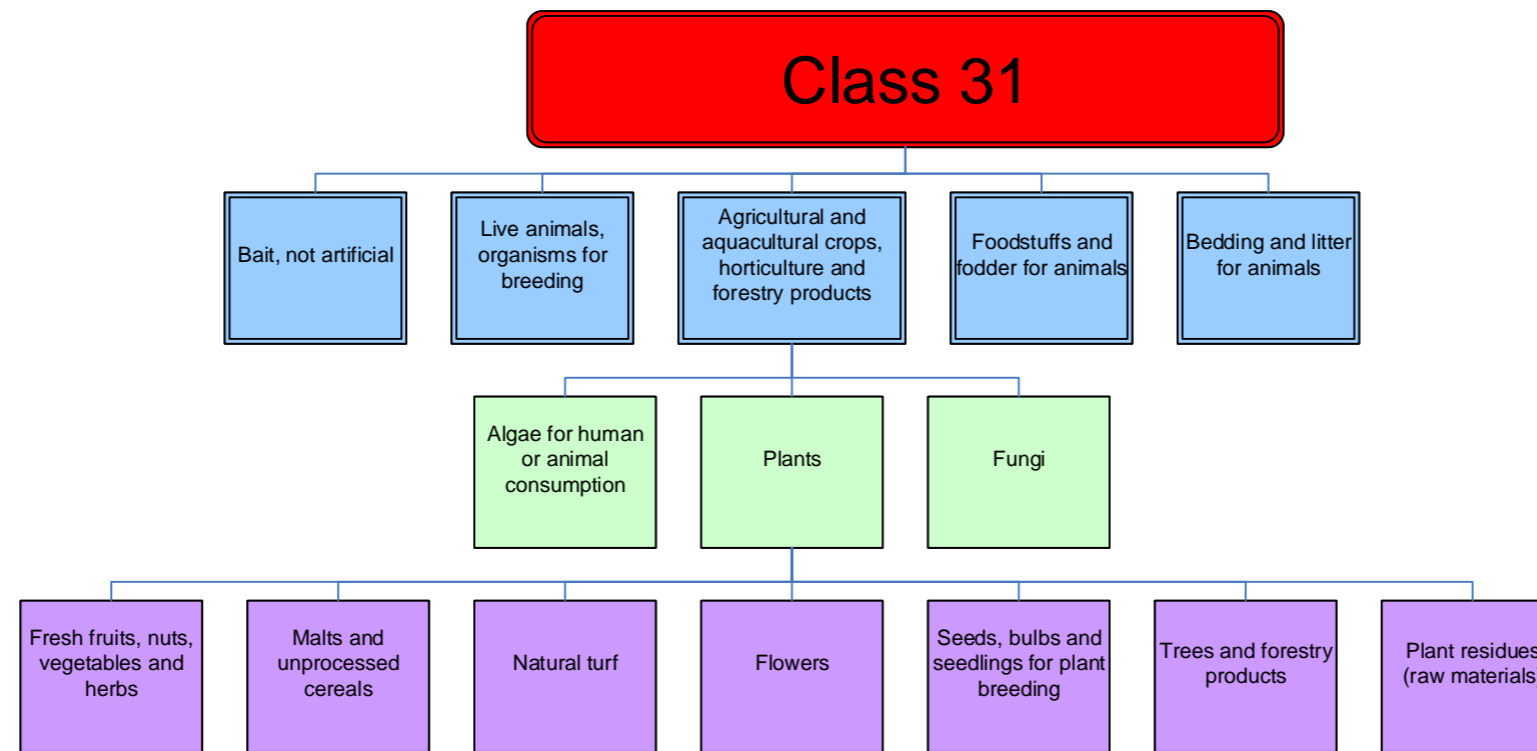 Class 31
Bait, not artificial
Live animals,
organisms for
breeding
Agricultural and
aquacultural crops,
horticulture and
forestry products
Foodstuffs and
fodder for animals
Bedding and litter
for animals
Algae for human
or animal
consumption
Plants
Fungi
Fresh fruits, nuts,
vegetables and
herbs
Malts and
unprocessed
cereals
Natural turf
Flowers
Seeds, bulbs and
seedlings for plant
breeding
Trees and forestry
products
Plant residues
(raw materials